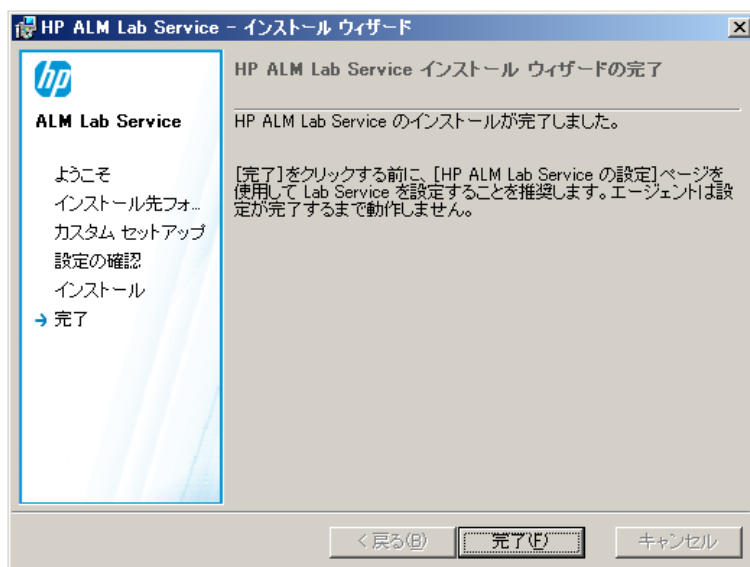 HP ALM Lab Service - インストール ウィザード
hp
ALM Lab Service
ようこそ
インストール先フォ...
カスタム セットアップ
設定の確認
インストール
完了
HP ALM Lab Service インストール ウィザードの完了
HP ALM Lab Service のインストールが完了しました。
[完了]をクリックする前に、[HP ALM Lab Service の設定]ページを
使用して Lab Service を設定することを推奨します。エージェントは設
定が完了するまで動作しません。
< 戻る(B)
完了(F)
キャンセル